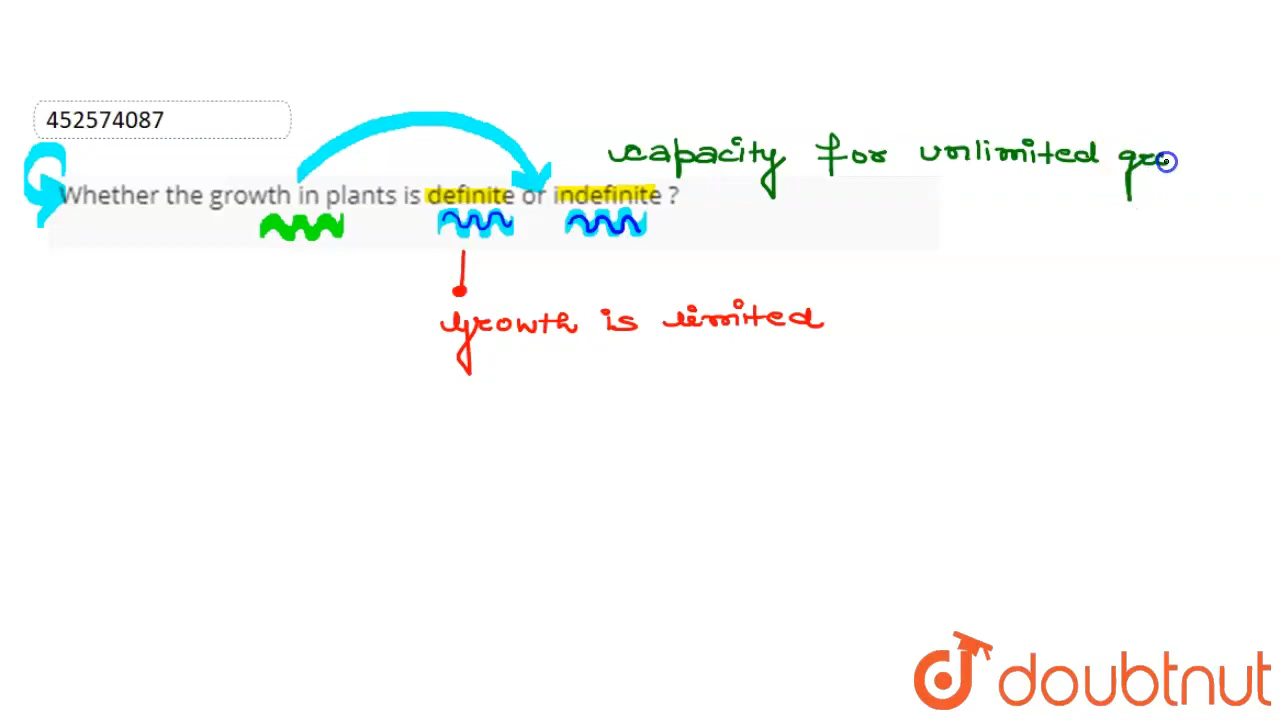 452574087
capacity for unlimited gro
Whether the growth in plants is definite or indefinite ?
growth is limited
doubtnut